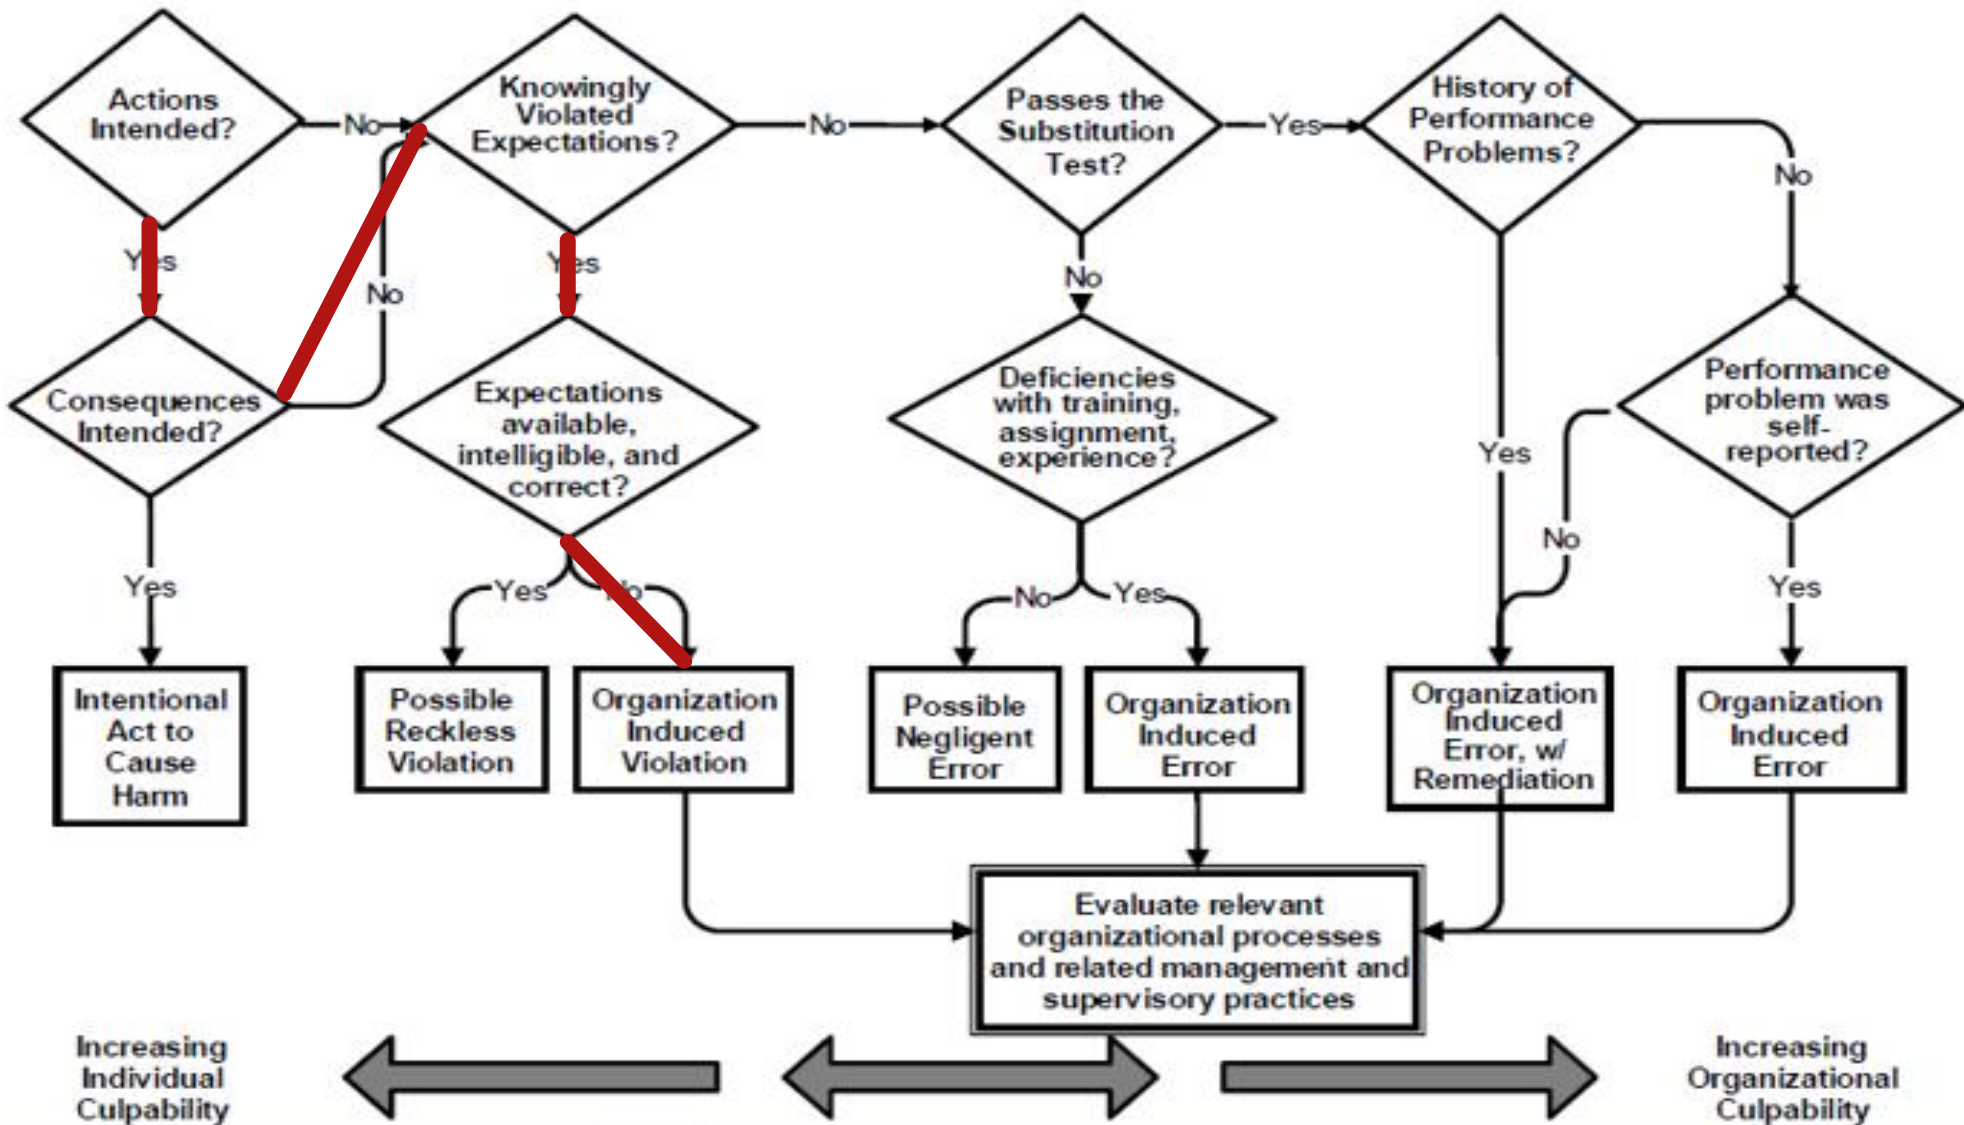 Actions
Intended?
No
Knowingly
Violated
Expectations?
No
Passes the
Substitution
Test?
Yes
History of
Performance
Problems?
No
Yes
Consequences
Intended?
No
Yes
Expectations
available,
intelligible, and
correct?
No
Deficiencies
with training,
assignment,
experience?
Yes
Performance
problem was
self-
reported?
No
Yes
Yes
No
No
Yes
Yes
Intentional
Act to
Cause
Harm
Possible
Reckless
Violation
Organization
Induced
Violation
Possible
Negligent
Error
Organization
Induced
Error
Organization
Induced
Error, w/
Remediation
Organization
Induced
Error
Evaluate relevant
organizational processes
and related management and
supervisory practices
Increasing
Individual
Culpability
Increasing
Organizational
Culpability